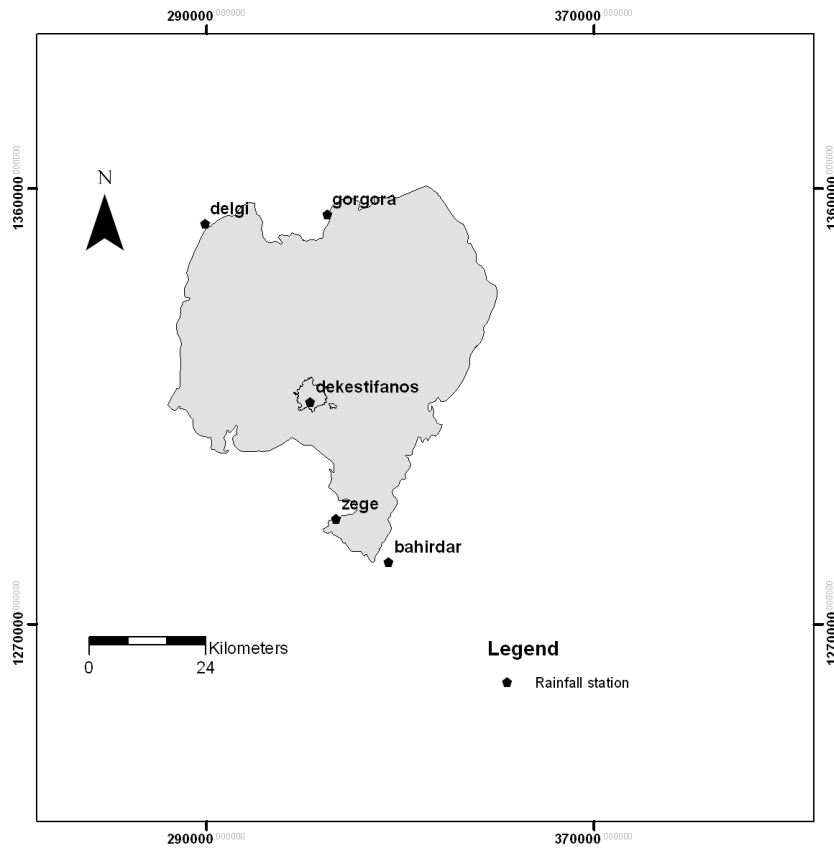 290000.000000 370000.000000
1360000.000000
1360000.000000
N
delgi
gorgora
dekestifanos
zege
bahirdar
1270000.000000
1270000.000000
Kilometers
0 24
Legend
Rainfall station
290000.000000 370000.000000